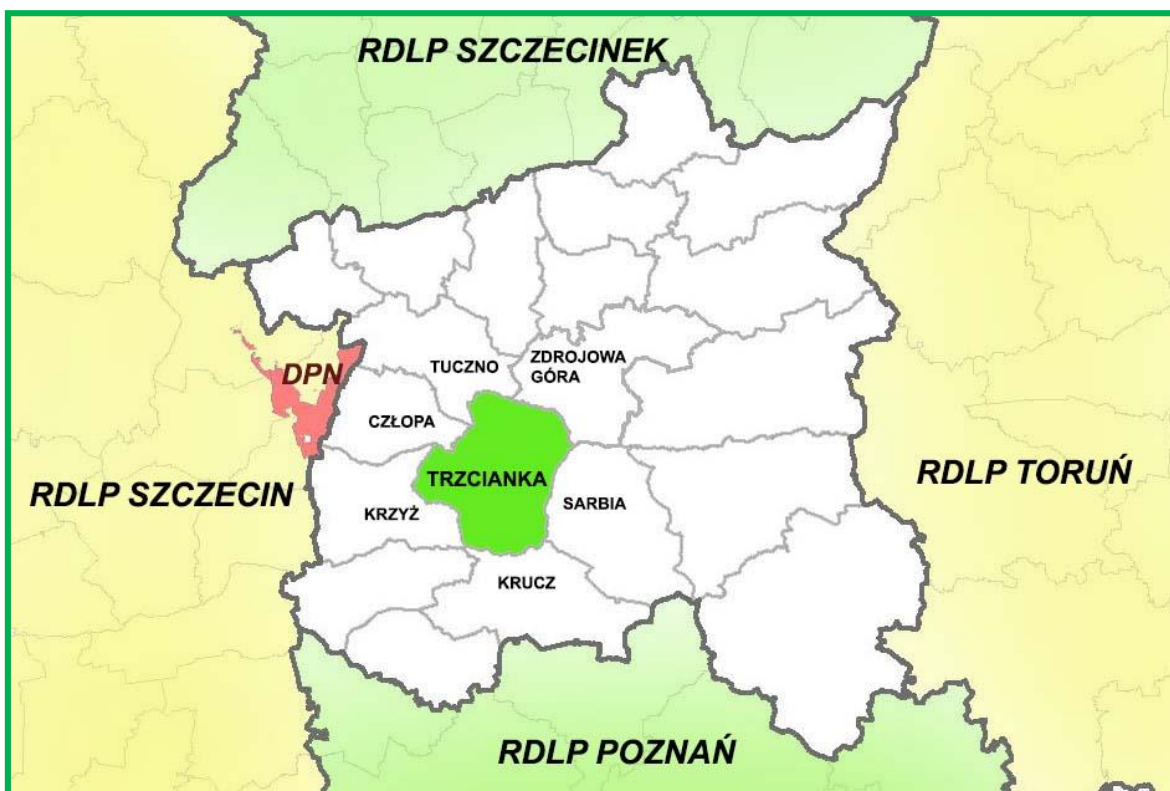 RDLP SZCZECINEK
DPN
TUCZNO
ZDROJOWA
GÓRA
CZŁOPA
TRZCIANKA
RDLP SZCZECIN
RDLP TORUŃ
KRZYŻ
SARBIA
KRUCZ
RDLP POZNAŃ